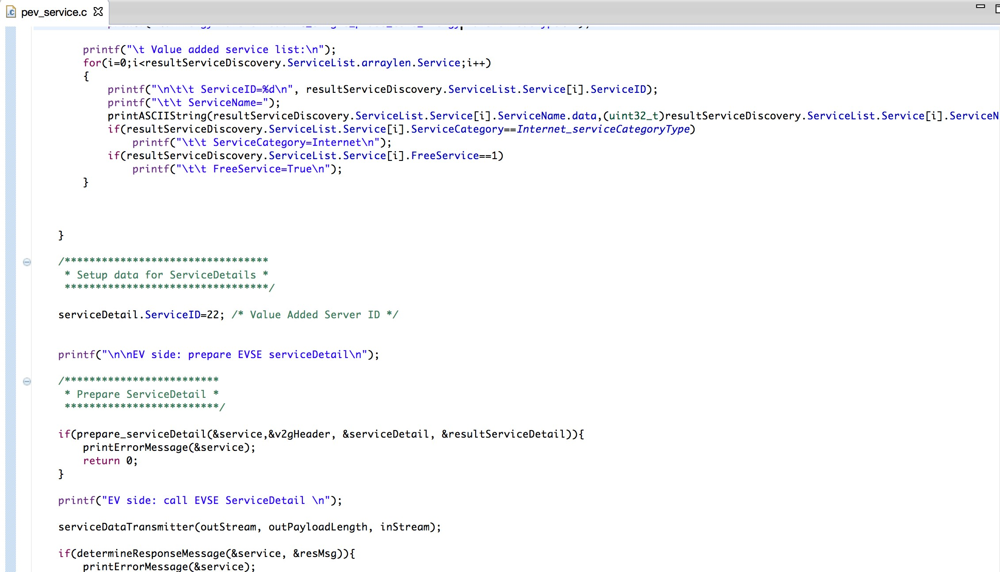 pev_service.c
printf("\t Value added service list:\n");
for(i=0;i<resultServiceDiscovery.ServiceList.arraylen.Service;i++)
{
printf("\n\t\t ServiceID=%d\n", resultServiceDiscovery.ServiceList.Service[i].ServiceID);
printf("\t\t ServiceName=");
printASCIIString(resultServiceDiscovery.ServiceList.Service[i].ServiceName.data,(uint32_t)resultServiceDiscovery.ServiceList.Service[i].ServiceN
if(resultServiceDiscovery.ServiceList.Service[i].ServiceCategory==Internet_serviceCategoryType)
printf("\t\t ServiceCategory=Internet\n");
if(resultServiceDiscovery.ServiceList.Service[i].FreeService==1)
printf("\t\t FreeService=True\n");
}
}
/*********************************
* Setup data for ServiceDetails *
*********************************/
serviceDetail.ServiceID=22; /* Value Added Server ID */
printf("\n\nEV side: prepare EVSE serviceDetail\n");
/*************************
* Prepare ServiceDetail *
*************************/
if(prepare_serviceDetail(&service,&v2gHeader, &serviceDetail, &resultServiceDetail)){
printErrorMessage(&service);
return 0;
}
printf("EV side: call EVSE ServiceDetail \n");
serviceDataTransmitter(outStream, outPayloadLength, inStream);
if(determineResponseMessage(&service, &resMsg)){
printErrorMessage(&service);